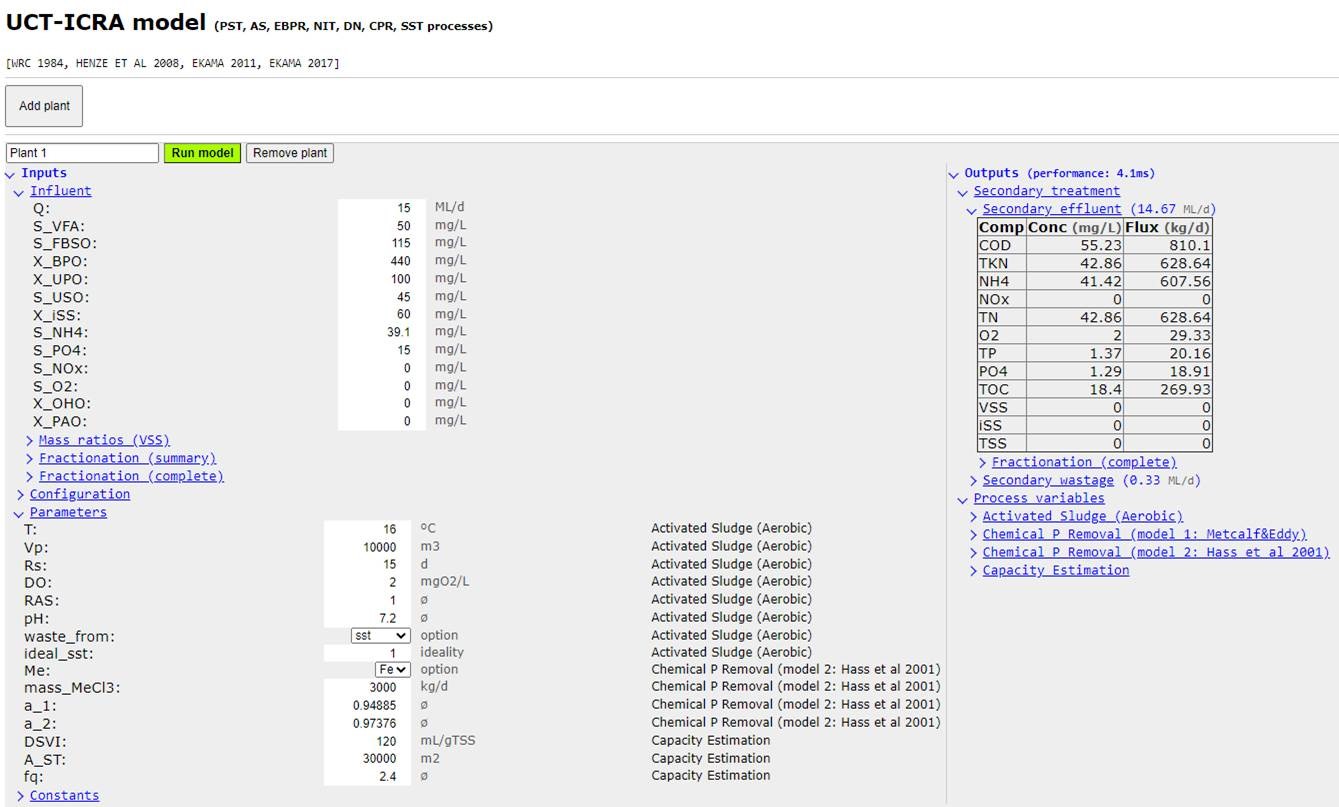 UCT-ICRA model (PST, AS, EBPR, NIT, DN, CPR, SST processes)
[WRC 1984, HENZE ET AL 2008, EKAMA 2011, EKAMA 2017]
Add plant
Plant 1 Run model Remove plant
Inputs
Influent
Q: 15 ML/d
S_VFA: 50 mg/L
S_FBSO: 115 mg/L
X_BPO: 440 mg/L
X_UPO: 100 mg/L
S_USO: 45 mg/L
X_iSS: 60 mg/L
S_NH4: 39.1 mg/L
S_PO4: 15 mg/L
S_NOx: 0 mg/L
S_O2: 0 mg/L
X_OHO: 0 mg/L
X_PAO: 0 mg/L
> Mass ratios (VSS)
> Fractionation (summary)
> Fractionation (complete)
> Configuration
Parameters
T: 16 ºC Activated Sludge (Aerobic)
Vp: 10000 m3 Activated Sludge (Aerobic)
Rs: 15 d Activated Sludge (Aerobic)
DO: 2 mgO2/L Activated Sludge (Aerobic)
RAS: 1 ø Activated Sludge (Aerobic)
pH: 7.2 ø Activated Sludge (Aerobic)
waste_from: sst option Activated Sludge (Aerobic)
ideal_sst: 1 ideality Activated Sludge (Aerobic)
Me: Fe option Chemical P Removal (model 2: Hass et al 2001)
mass_MeCl3: 3000 kg/d Chemical P Removal (model 2: Hass et al 2001)
a_1: 0.94885 ø Chemical P Removal (model 2: Hass et al 2001)
a_2: 0.97376 ø Chemical P Removal (model 2: Hass et al 2001)
DSVI: 120 mL/gTSS Capacity Estimation
A_ST: 30000 m2 Capacity Estimation
fq: 2.4 ø Capacity Estimation
> Constants
Outputs (performance: 4.1ms)
Secondary treatment
Secondary effluent (14.67 ML/d)
Comp Conc (mg/L) Flux (kg/d)
COD 55.23 810.1
TKN 42.86 628.64
NH4 41.42 607.56
NOx 0 0
TN 42.86 628.64
O2 2 29.33
TP 1.37 20.16
PO4 1.29 18.91
TOC 18.4 269.93
VSS 0 0
iSS 0 0
TSS 0 0
> Fractionation (complete)
> Secondary wastage (0.33 ML/d)
Process variables
> Activated Sludge (Aerobic)
> Chemical P Removal (model 1: Metcalf&Eddy)
> Chemical P Removal (model 2: Hass et al 2001)
> Capacity Estimation